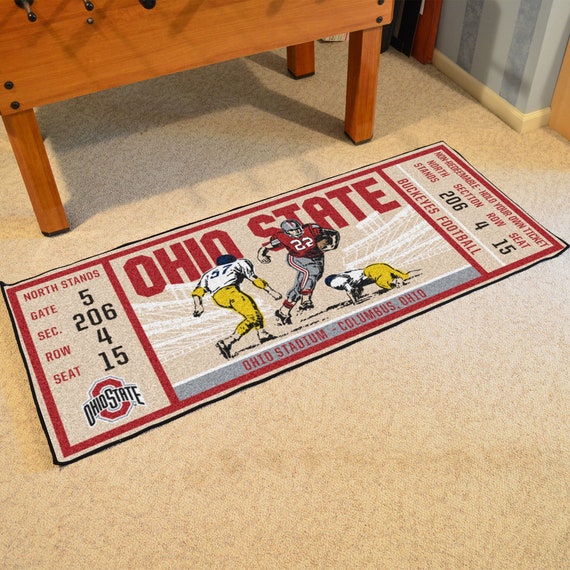 NORTH STANDS
GATE 5
SEC. 206
ROW 4
SEAT 15
OHIO STATE
OHIO STATE
22
57
OHIO STADIUM - COLUMBUS, OHIO
BUCKEYES FOOTBALL
NORTH STANDS
SECTION 206
ROW 4
SEAT 15
NON-REDEEMABLE - HOLD YOUR OWN TICKET